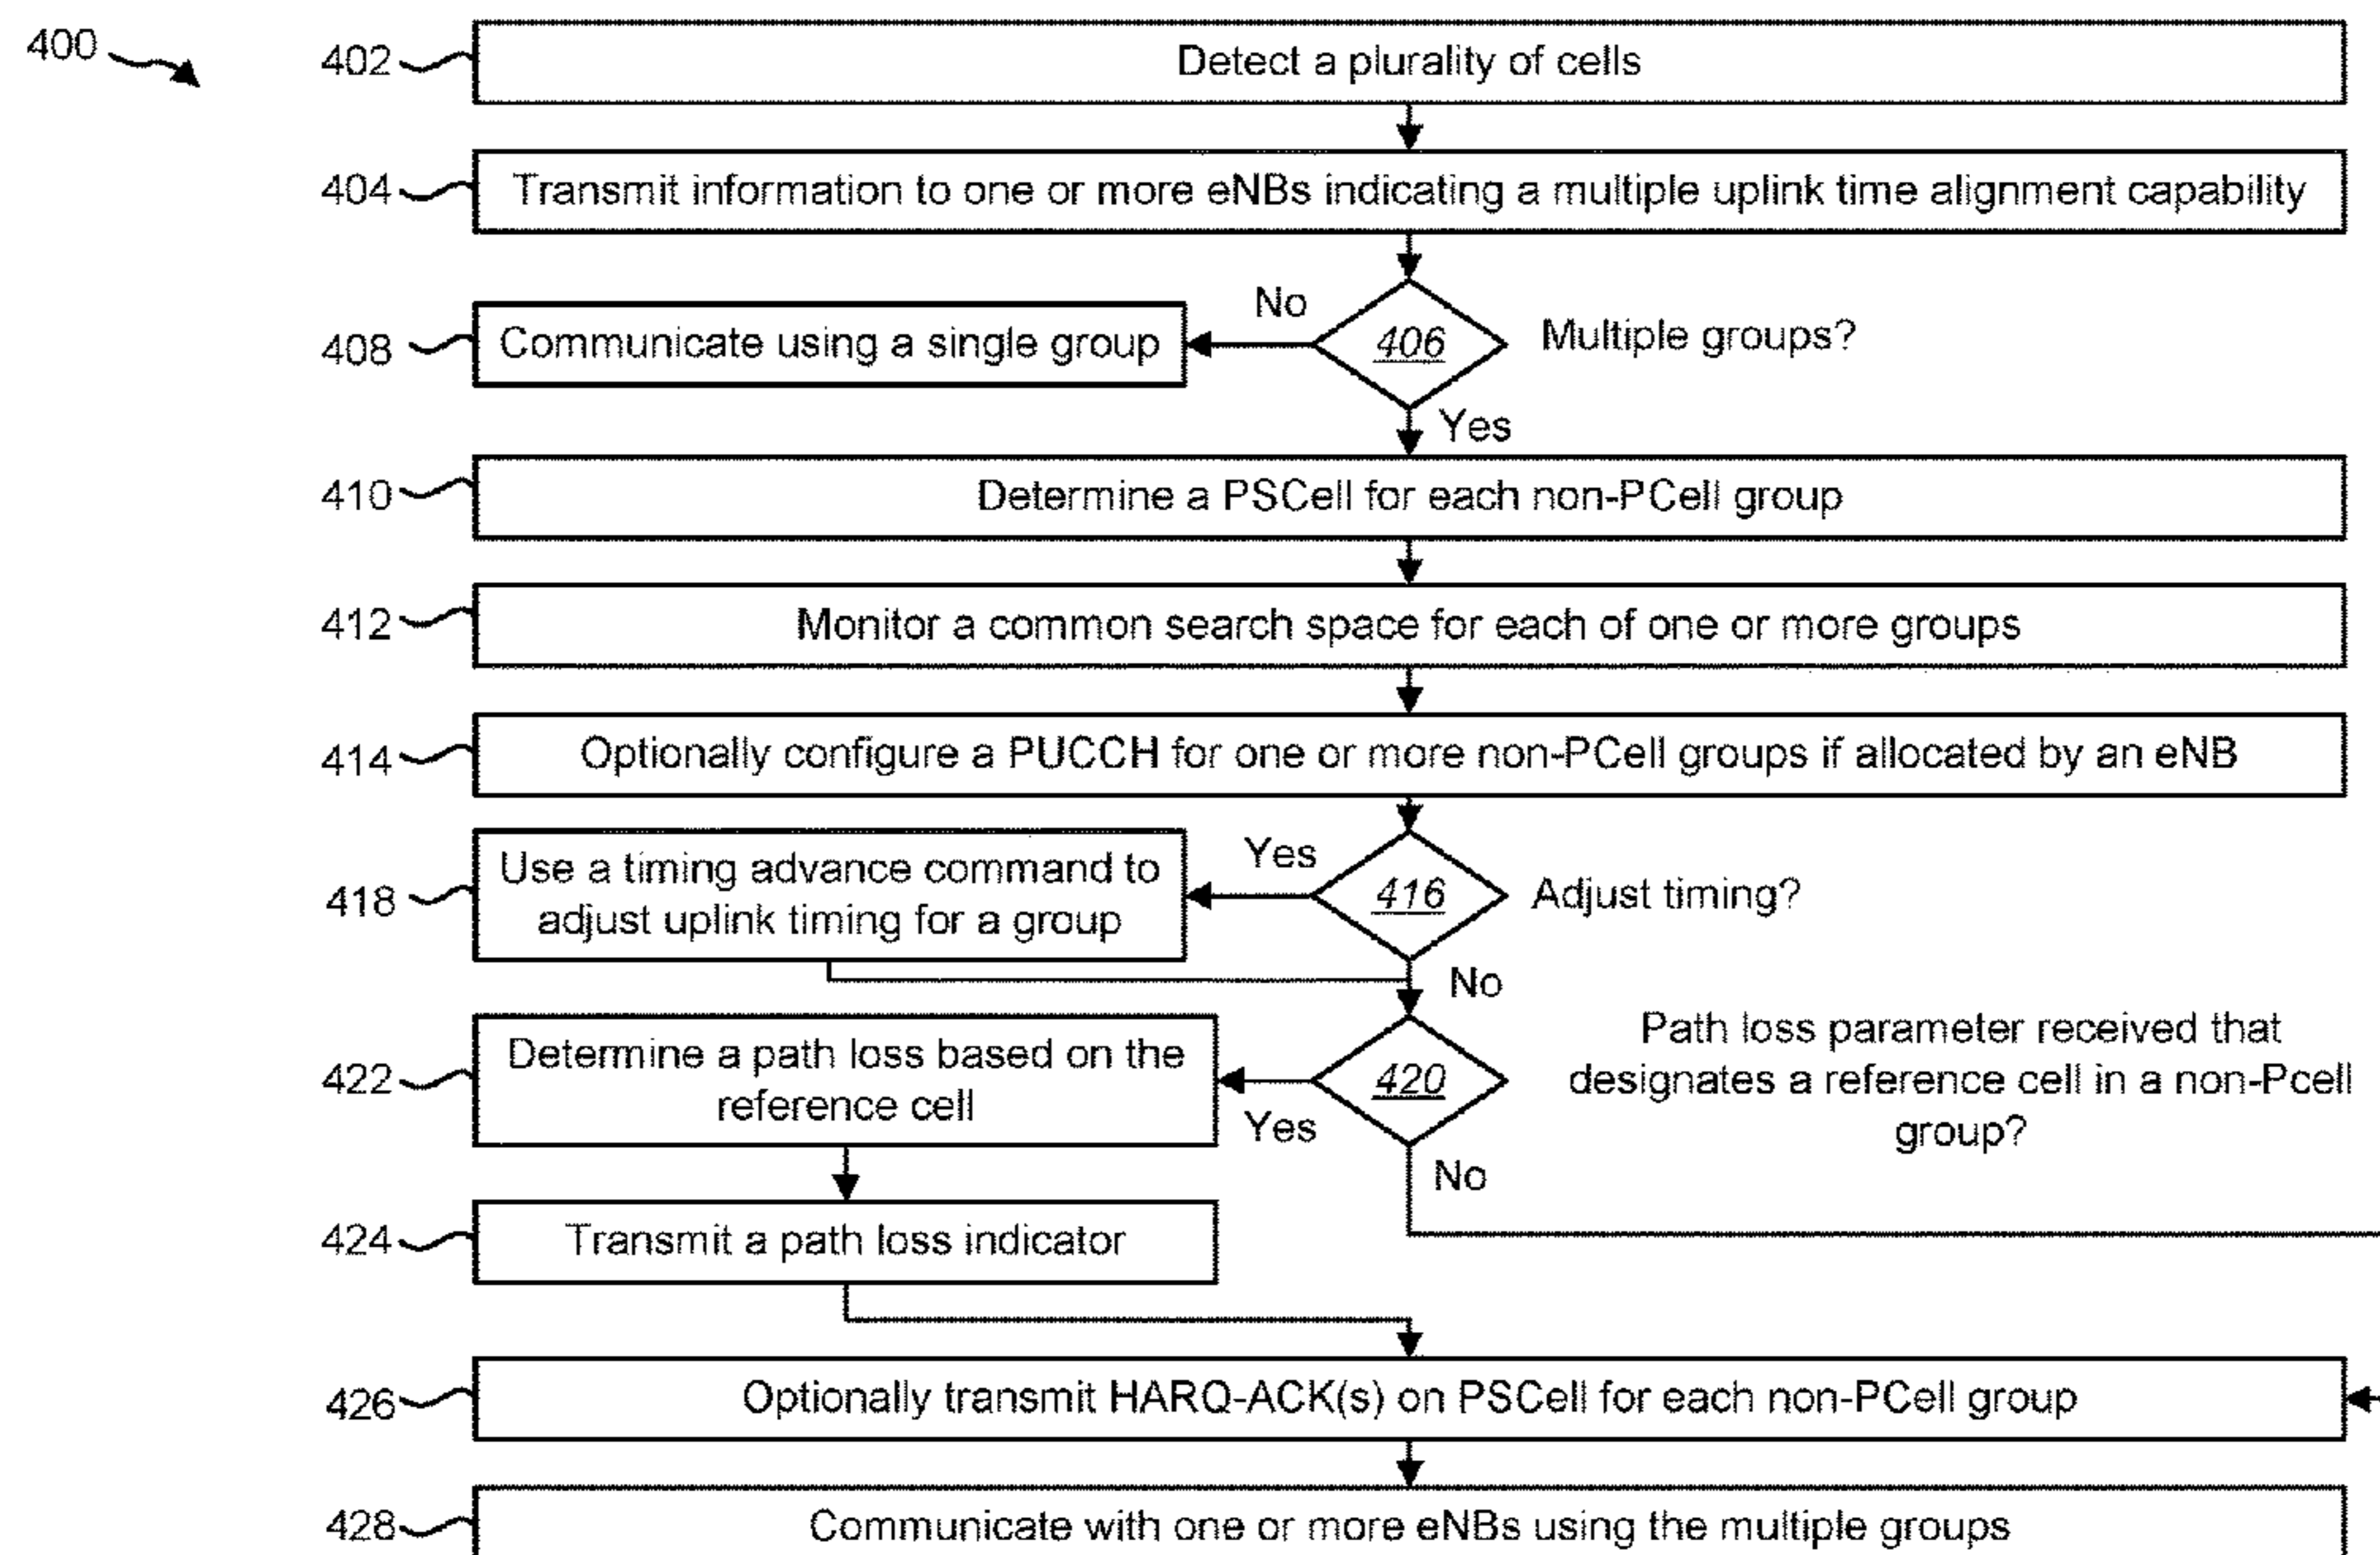 400
402
Detect a plurality of cells
404
Transmit information to one or more eNBs indicating a multiple uplink time alignment capability
No
408
Communicate using a single group
406
Multiple groups?
Yes
410
Determine a PSCell for each non-PCell group
412
Monitor a common search space for each of one or more groups
414
Optionally configure a PUCCH for one or more non-PCell groups if allocated by an eNB
418
Use a timing advance command to
adjust uplink timing for a group
Yes
416
Adjust timing?
No
422
Determine a path loss based on the
reference cell
Yes
420
Path loss parameter received that
designates a reference cell in a non-Pcell
group?
No
424
Transmit a path loss indicator
426
Optionally transmit HARQ-ACK(s) on PSCell for each non-PCell group
428
Communicate with one or more eNBs using the multiple groups